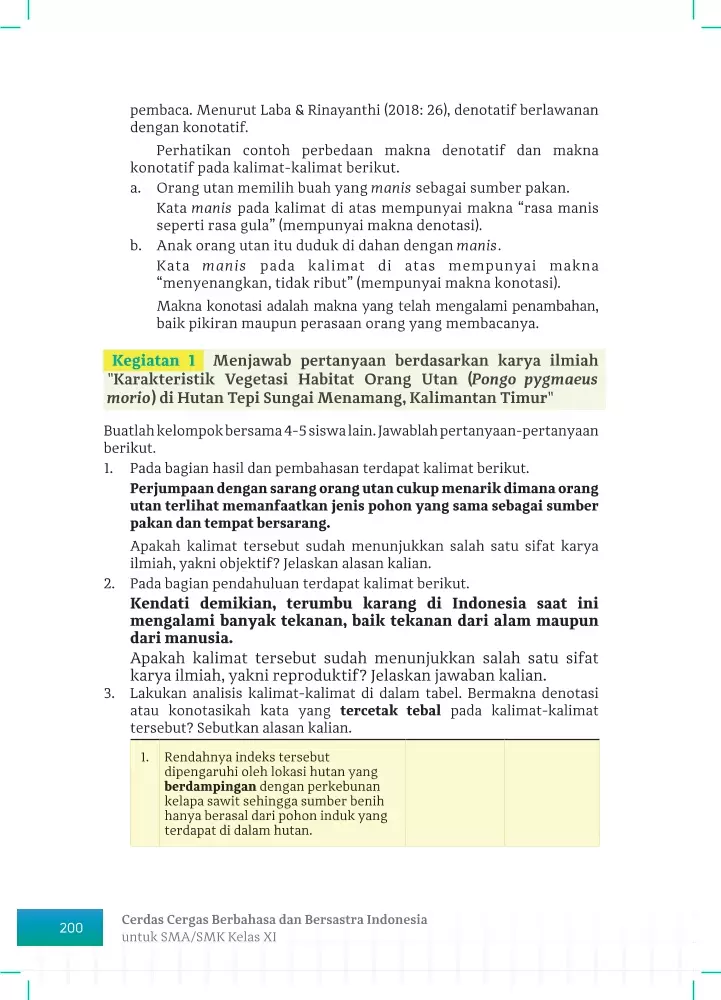 pembaca. Menurut Laba & Rinayanthi (2018: 26), denotatif berlawanan
dengan konotatif.
Perhatikan contoh perbedaan makna denotatif dan makna
konotatif pada kalimat-kalimat berikut.
a. Orang utan memilih buah yang manis sebagai sumber pakan.
Kata manis pada kalimat di atas mempunyai makna “rasa manis
seperti rasa gula” (mempunyai makna denotasi).
b. Anak orang utan itu duduk di dahan dengan manis.
Kata manis pada kalimat di atas mempunyai makna
“menyenangkan, tidak ribut” (mempunyai makna konotasi).
Makna konotasi adalah makna yang telah mengalami penambahan,
baik pikiran maupun perasaan orang yang membacanya.
Kegiatan 1 Menjawab pertanyaan berdasarkan karya ilmiah
"Karakteristik Vegetasi Habitat Orang Utan (Pongo pygmaeus
morio) di Hutan Tepi Sungai Menamang, Kalimantan Timur"
Buatlah kelompok bersama 4-5 siswa lain. Jawablah pertanyaan-pertanyaan
berikut.
1. Pada bagian hasil dan pembahasan terdapat kalimat berikut.
Perjumpaan dengan sarang orang utan cukup menarik dimana orang
utan terlihat memanfaatkan jenis pohon yang sama sebagai sumber
pakan dan tempat bersarang.
Apakah kalimat tersebut sudah menunjukkan salah satu sifat karya
ilmiah, yakni objektif? Jelaskan alasan kalian.
2. Pada bagian pendahuluan terdapat kalimat berikut.
Kendati demikian, terumbu karang di Indonesia saat ini
mengalami banyak tekanan, baik tekanan dari alam maupun
dari manusia.
Apakah kalimat tersebut sudah menunjukkan salah satu sifat
karya ilmiah, yakni reproduktif? Jelaskan jawaban kalian.
3. Lakukan analisis kalimat-kalimat di dalam tabel. Bermakna denotasi
atau konotasikah kata yang tercetak tebal pada kalimat-kalimat
tersebut? Sebutkan alasan kalian.
1. Rendahnya indeks tersebut
dipengaruhi oleh lokasi hutan yang
berdampingan dengan perkebunan
kelapa sawit sehingga sumber benih
hanya berasal dari pohon induk yang
terdapat di dalam hutan.
200
Cerdas Cergas Berbahasa dan Bersastra Indonesia
untuk SMA/SMK Kelas XI